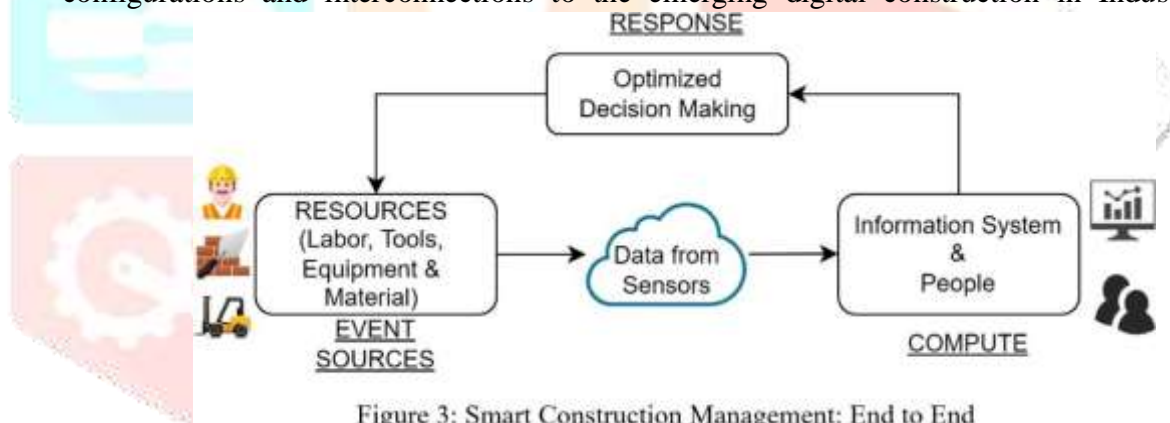 configurations and interconnections to the emerging digital construction in Indus
RESPONSE
Optimized
Decision Making
RESOURCES
(Labor, Tools,
Equipment &
Material)
EVENT
SOURCES
Data from
Sensors
Information System
&
People
COMPUTE
Figure 3: Smart Construction Management: End to End